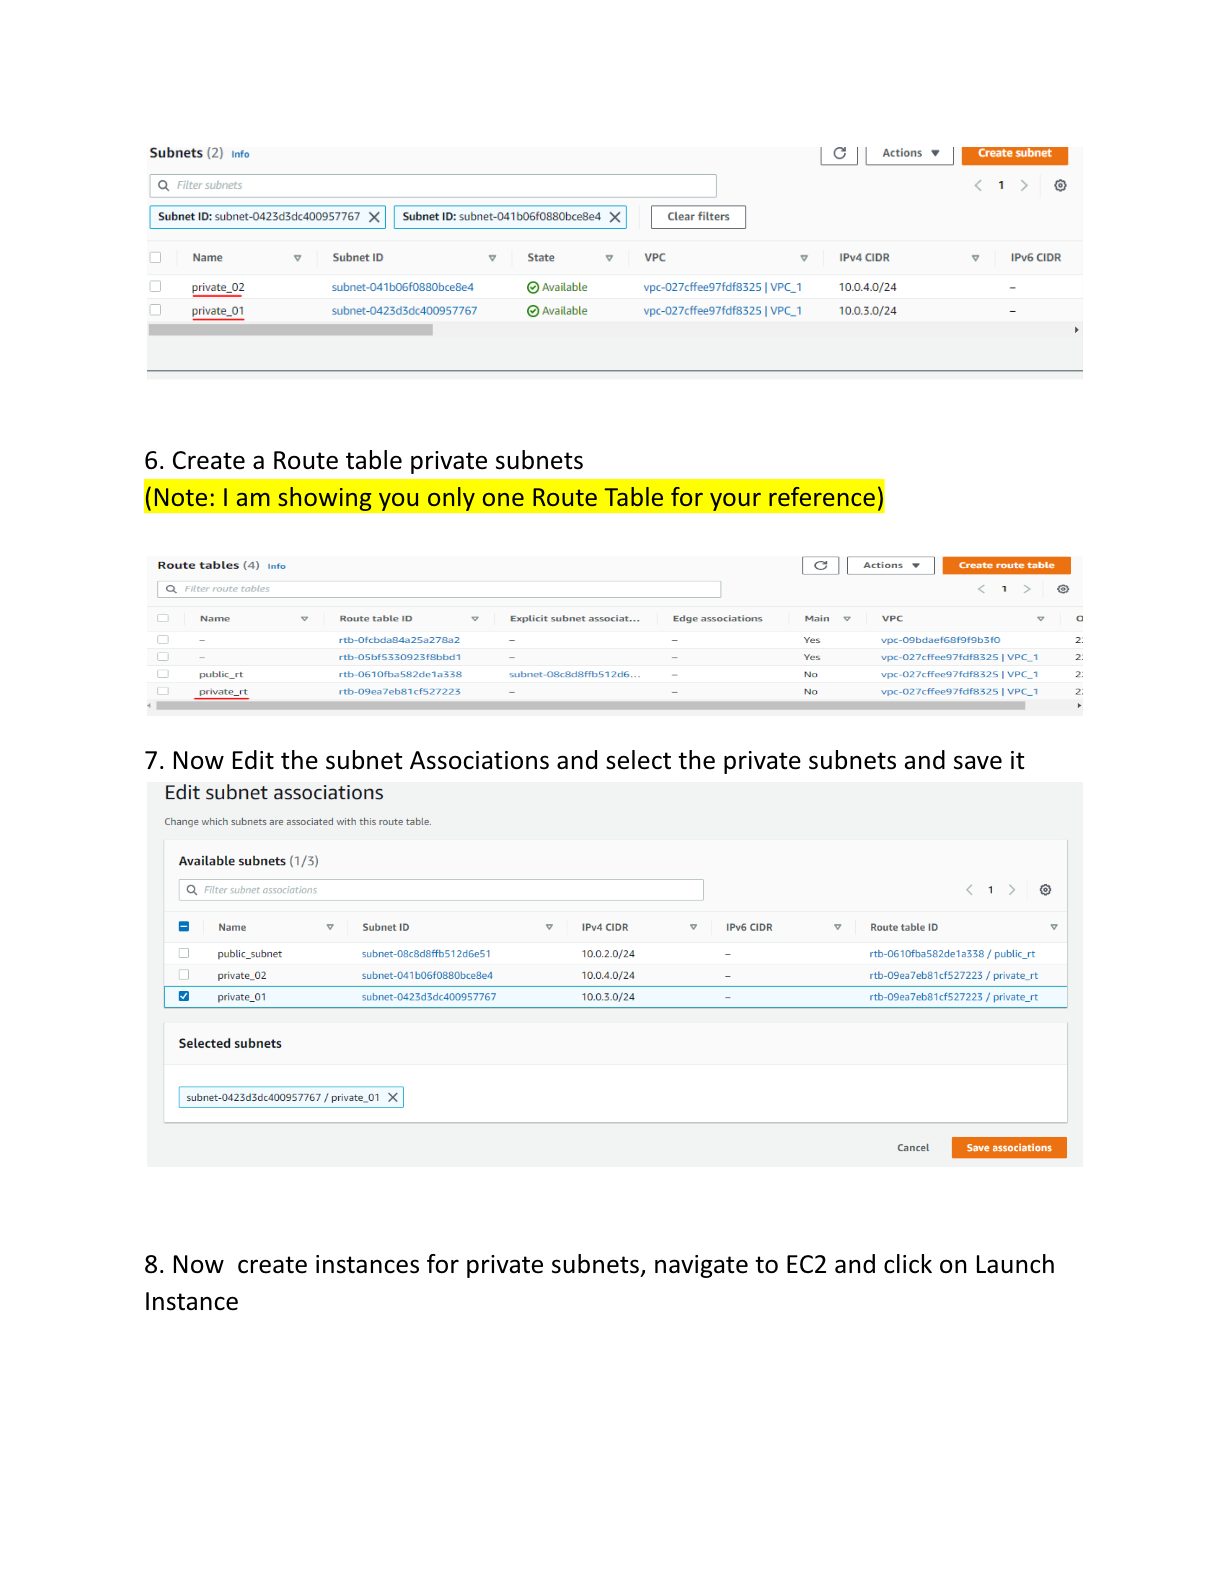 Subnets (2) Info
Actions
Create subnet
Filter subnets
1
Subnet ID: subnet-0423d3dc400957767
Subnet ID: subnet-041b06f0880bce8e4
Clear filters
Name Subnet ID State VPC IPv4 CIDR IPv6 CIDR
private_02 subnet-041b06f0880bce8e4 Available vpc-027cffee97fdf8325 | VPC_1 10.0.4.0/24 –
private_01 subnet-0423d3dc400957767 Available vpc-027cffee97fdf8325 | VPC_1 10.0.3.0/24 –
6. Create a Route table private subnets
(Note: I am showing you only one Route Table for your reference)
Route tables (4) Info
Actions
Create route table
Filter route tables
1
Name Route table ID Explicit subnet associat... Edge associations Main VPC O
– rtb-0fcbda84a25a278a2 – – Yes vpc-09bdaef68f9f9b3f0 2:
– rtb-05bf5330923f8bbd1 – – Yes vpc-027cffee97fdf8325 | VPC_1 2:
public_rt rtb-0610fba582de1a338 subnet-08c8d8ffb512d6... – No vpc-027cffee97fdf8325 | VPC_1 2:
private_rt rtb-09ea7eb81cf527223 – – No vpc-027cffee97fdf8325 | VPC_1 2:
7. Now Edit the subnet Associations and select the private subnets and save it
Edit subnet associations
Change which subnets are associated with this route table.
Available subnets (1/3)
Filter subnet associations
1
Name Subnet ID IPv4 CIDR IPv6 CIDR Route table ID
public_subnet subnet-08c8d8ffb512d6e51 10.0.2.0/24 – rtb-0610fba582de1a338 / public_rt
private_02 subnet-041b06f0880bce8e4 10.0.4.0/24 – rtb-09ea7eb81cf527223 / private_rt
private_01 subnet-0423d3dc400957767 10.0.3.0/24 – rtb-09ea7eb81cf527223 / private_rt
Selected subnets
subnet-0423d3dc400957767 / private_01
Cancel
Save associations
8. Now  create instances for private subnets, navigate to EC2 and click on Launch
Instance